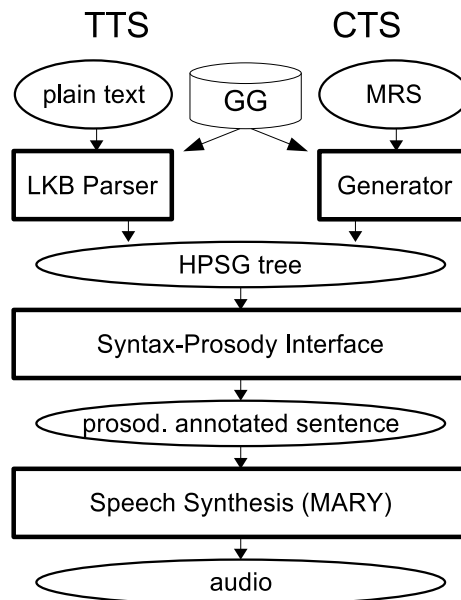 TTS CTS
plain text GG MRS
LKB Parser Generator
HPSG tree
Syntax-Prosody Interface
prosod. annotated sentence
Speech Synthesis (MARY)
audio